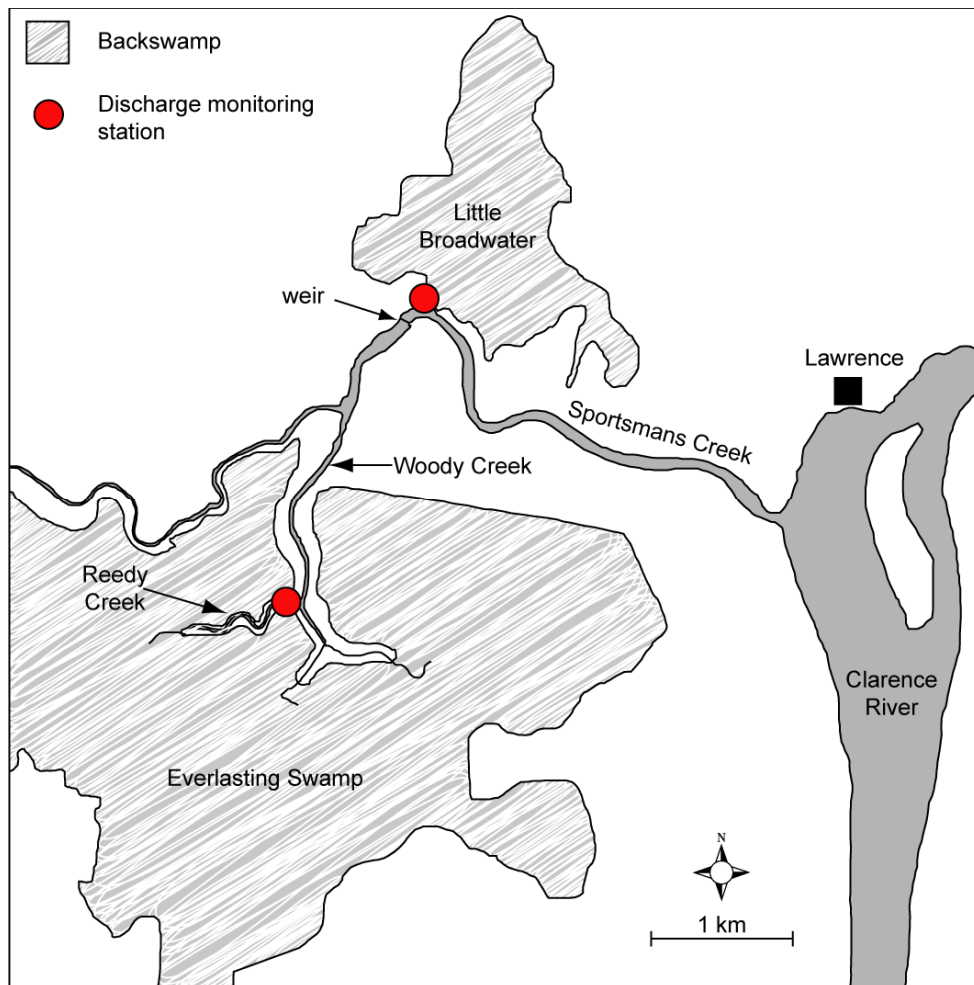 Backswamp
Discharge monitoring
station
Little
Broadwater
weir
Lawrence
Sportsmans Creek
Woody Creek
Reedy
Creek
Clarence
River
Everlasting Swamp
N
1 km